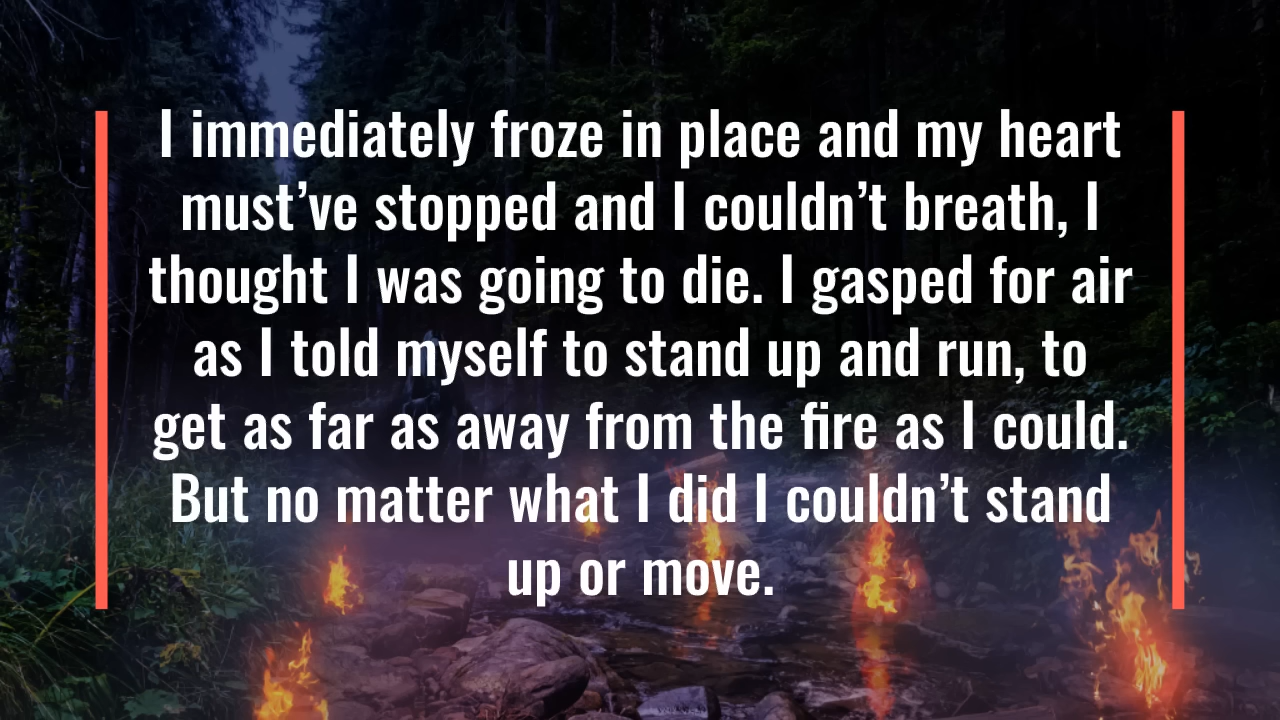 I immediately froze in place and my heart
must’ve stopped and I couldn’t breath, I
thought I was going to die. I gasped for air
as I told myself to stand up and run, to
get as far as away from the fire as I could.
But no matter what I did I couldn’t stand
up or move.